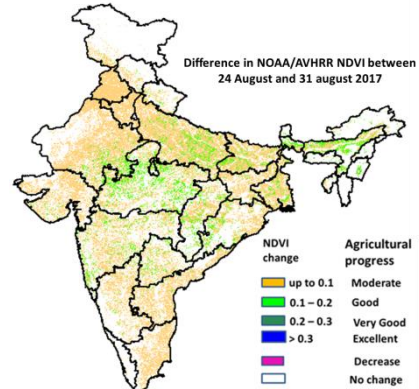 Difference in NOAA/AVHRR NDVI between
24 August and 31 august 2017
NDVI change
Agricultural progress
up to 0.1 Moderate
0.1 – 0.2 Good
0.2 – 0.3 Very Good
> 0.3 Excellent
Decrease
No change